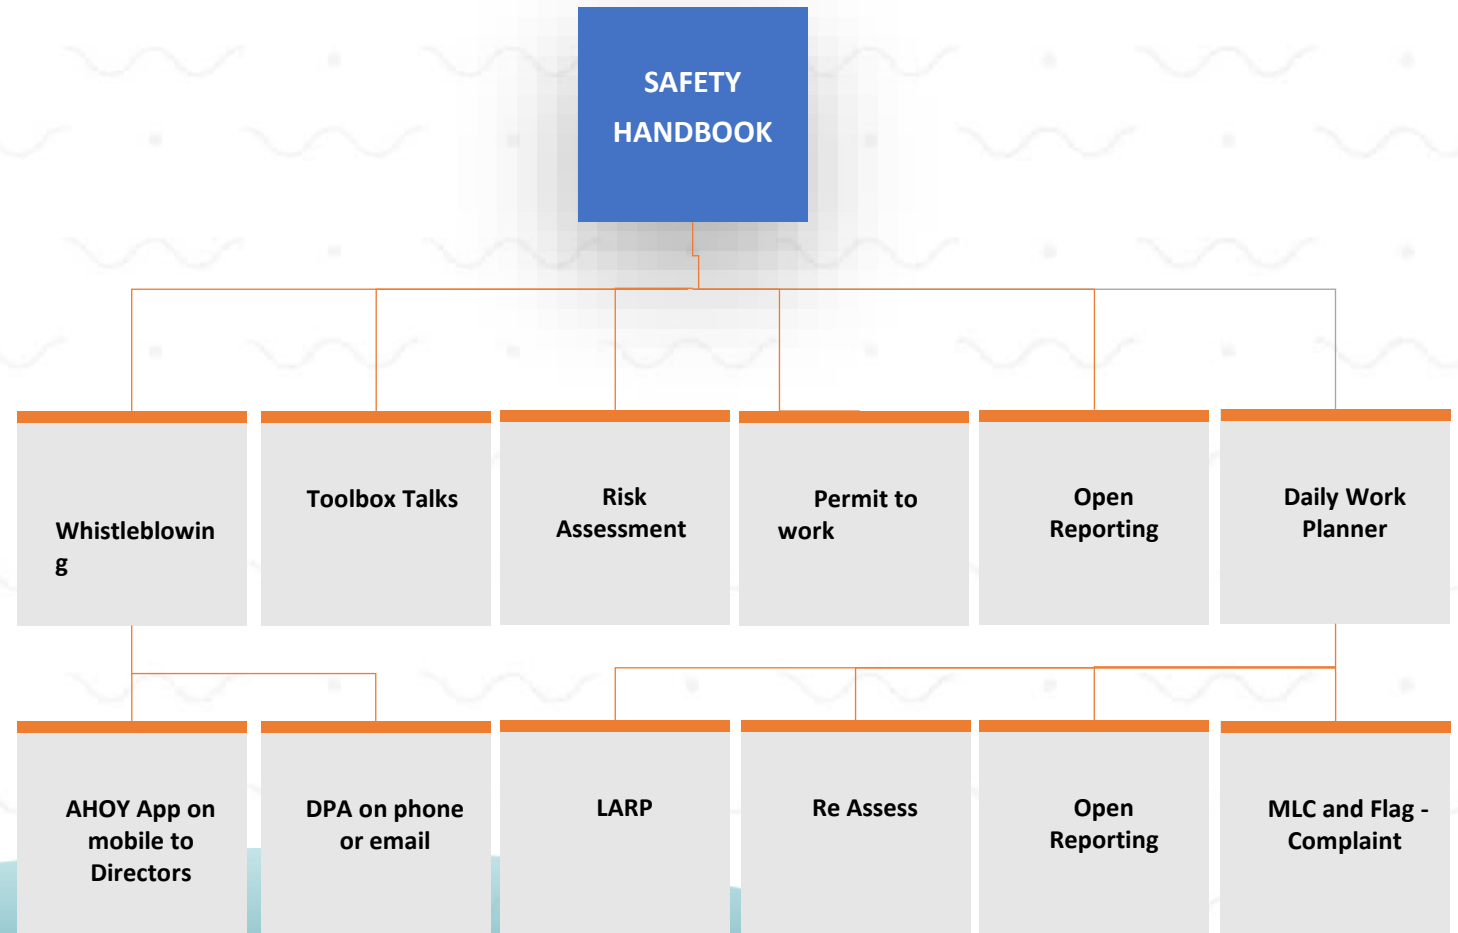 SAFETY
HANDBOOK
Whistleblowin
g
Toolbox Talks
Risk
Assessment
Permit to
work
Open
Reporting
Daily Work
Planner
AHOY App on
mobile to
Directors
DPA on phone
or email
LARP
Re Assess
Open
Reporting
MLC and Flag -
Complaint